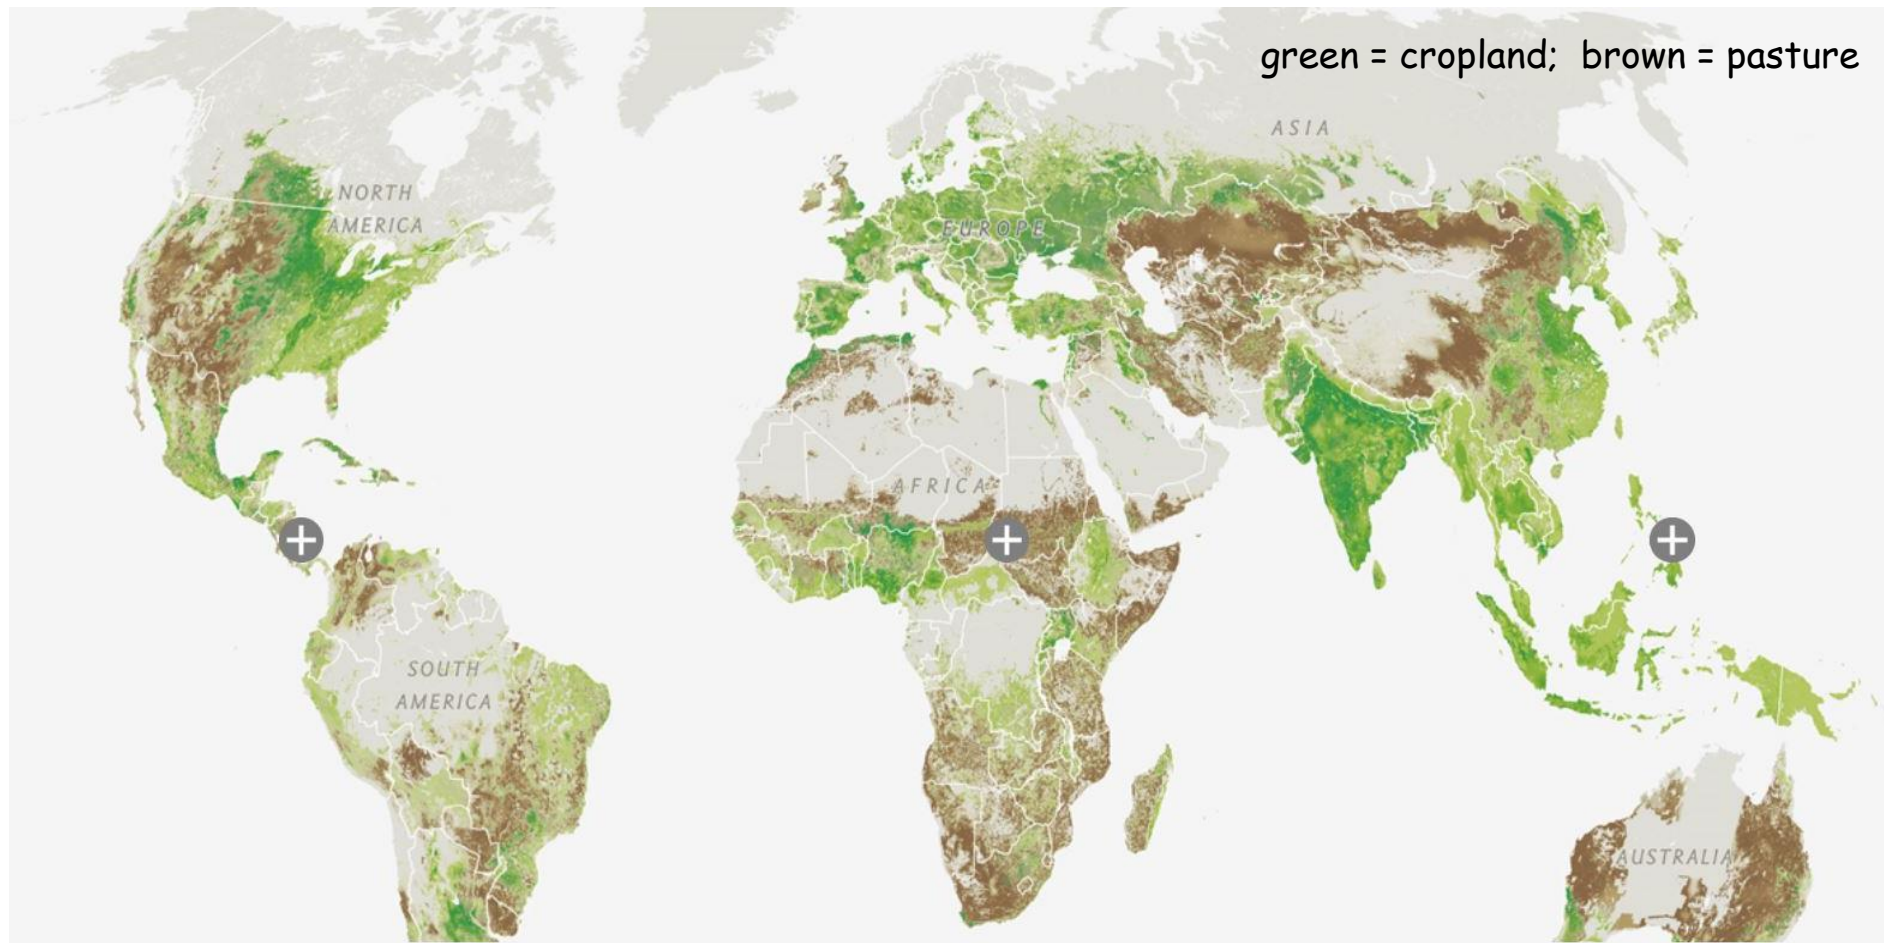 green = cropland;  brown = pasture
ASIA
NORTH
AMERICA
EUROPE
AFRICA
SOUTH
AMERICA
AUSTRALIA